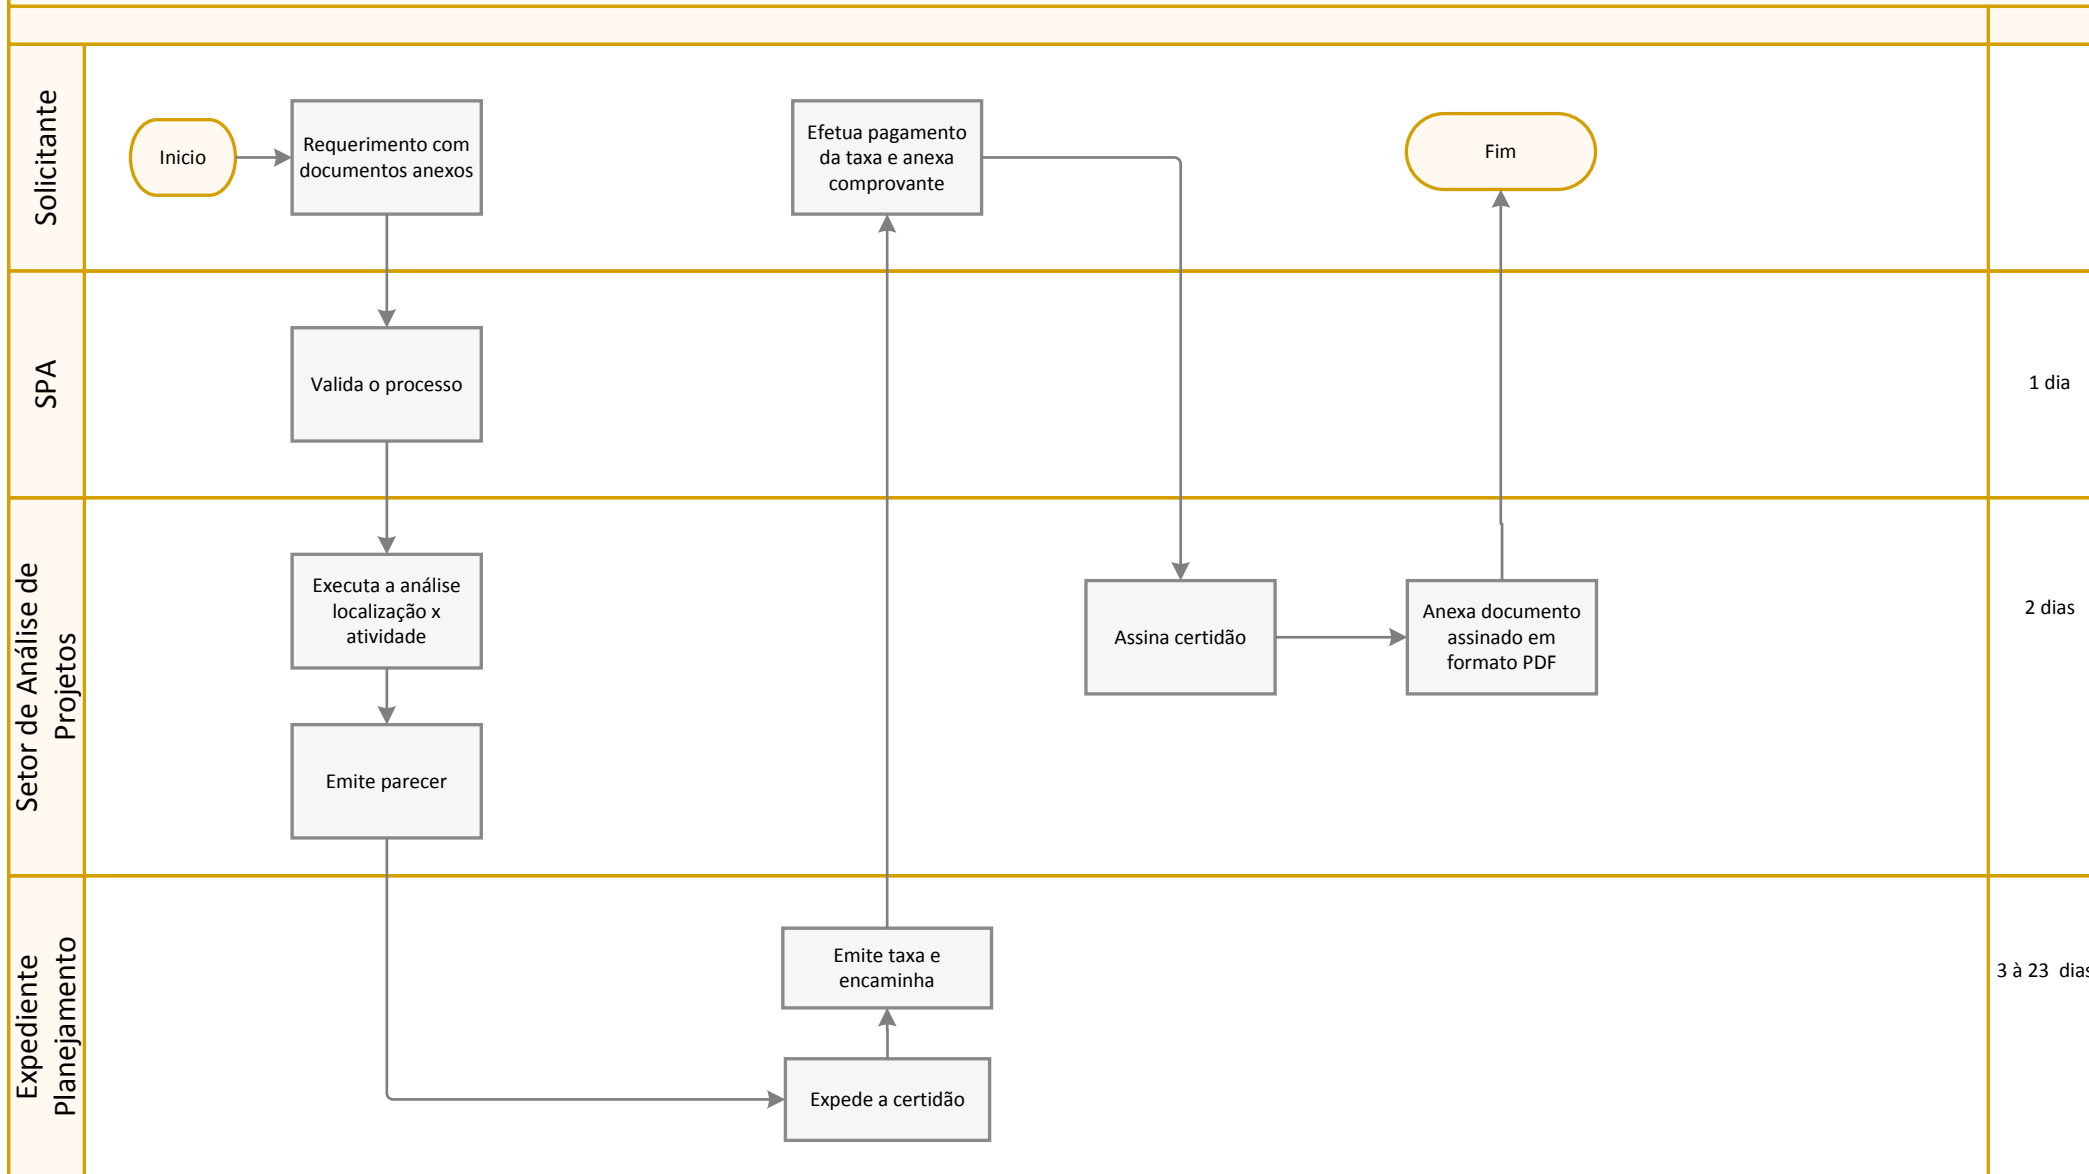 Solicitante
Inicio
Requerimento com
documentos anexos
Efetua pagamento
da taxa e anexa
comprovante
Fim
SPA
Valida o processo
1 dia
Setor de Análise de
Projetos
Executa a análise
localização x
atividade
Emite parecer
Assina certidão
Anexa documento
assinado em
formato PDF
2 dias
Expediente
Planejamento
Emite taxa e
encaminha
Expede a certidão
3 à 23 dias